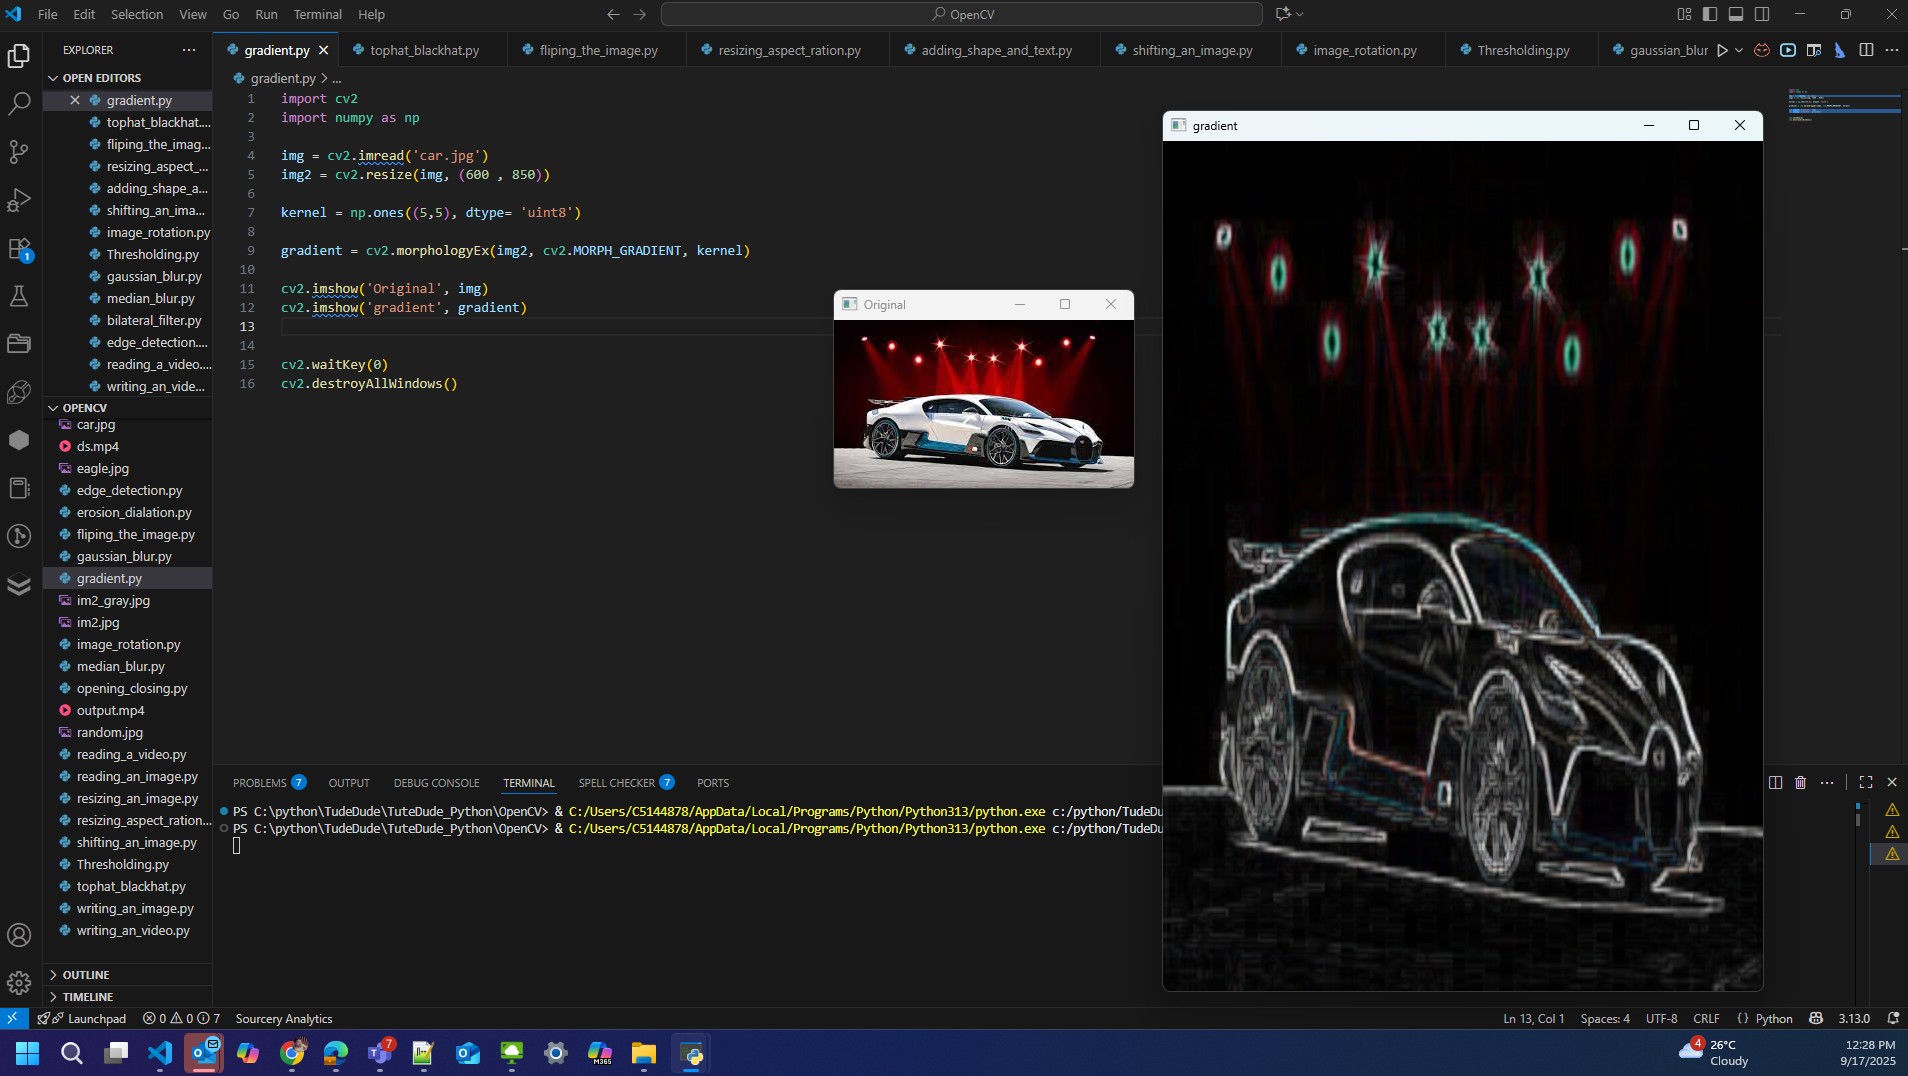 File Edit Selection View Go Run Terminal Help
OpenCV
EXPLORER
OPEN EDITORS
gradient.py
tophat_blackhat....
fliping_the_imag...
resizing_aspect_...
adding_shape_a...
shifting_an_ima...
image_rotation.py
Thresholding.py
gaussian_blur.py
median_blur.py
bilateral_filter.py
edge_detection....
reading_a_video....
writing_an_vide...
OPENCV
car.jpg
ds.mp4
eagle.jpg
edge_detection.py
erosion_dialation.py
fliping_the_image.py
gaussian_blur.py
gradient.py
im2_gray.jpg
im2.jpg
image_rotation.py
median_blur.py
opening_closing.py
output.mp4
random.jpg
reading_a_video.py
reading_an_image.py
resizing_an_image.py
resizing_aspect_ration...
shifting_an_image.py
Thresholding.py
tophat_blackhat.py
writing_an_image.py
writing_an_video.py
OUTLINE
TIMELINE
gradient.py tophat_blackhat.py fliping_the_image.py resizing_aspect_ration.py adding_shape_and_text.py shifting_an_image.py image_rotation.py Thresholding.py gaussian_blur
gradient.py > ...
1 import cv2
2 import numpy as np
3
4 img = cv2.imread('car.jpg')
5 img2 = cv2.resize(img, (600 , 850))
6
7 kernel = np.ones((5,5), dtype= 'uint8')
8
9 gradient = cv2.morphologyEx(img2, cv2.MORPH_GRADIENT, kernel)
10
11 cv2.imshow('Original', img)
12 cv2.imshow('gradient', gradient)
13
14
15 cv2.waitKey(0)
16 cv2.destroyAllWindows()
Original
gradient
PROBLEMS 7 OUTPUT DEBUG CONSOLE TERMINAL SPELL CHECKER 7 PORTS
PS C:\python\TudeDude\TuteDude_Python\OpenCV> & C:/Users/C5144878/AppData/Local/Programs/Python/Python313/python.exe c:/python/TudeDu
PS C:\python\TudeDude\TuteDude_Python\OpenCV> & C:/Users/C5144878/AppData/Local/Programs/Python/Python313/python.exe c:/python/TudeDu
Launchpad 0 0 7 Sourcery Analytics
Ln 13, Col 1 Spaces: 4 UTF-8 CRLF {} Python 3.13.0
1
7
M365
4
26°C
Cloudy
12:28 PM
9/17/2025